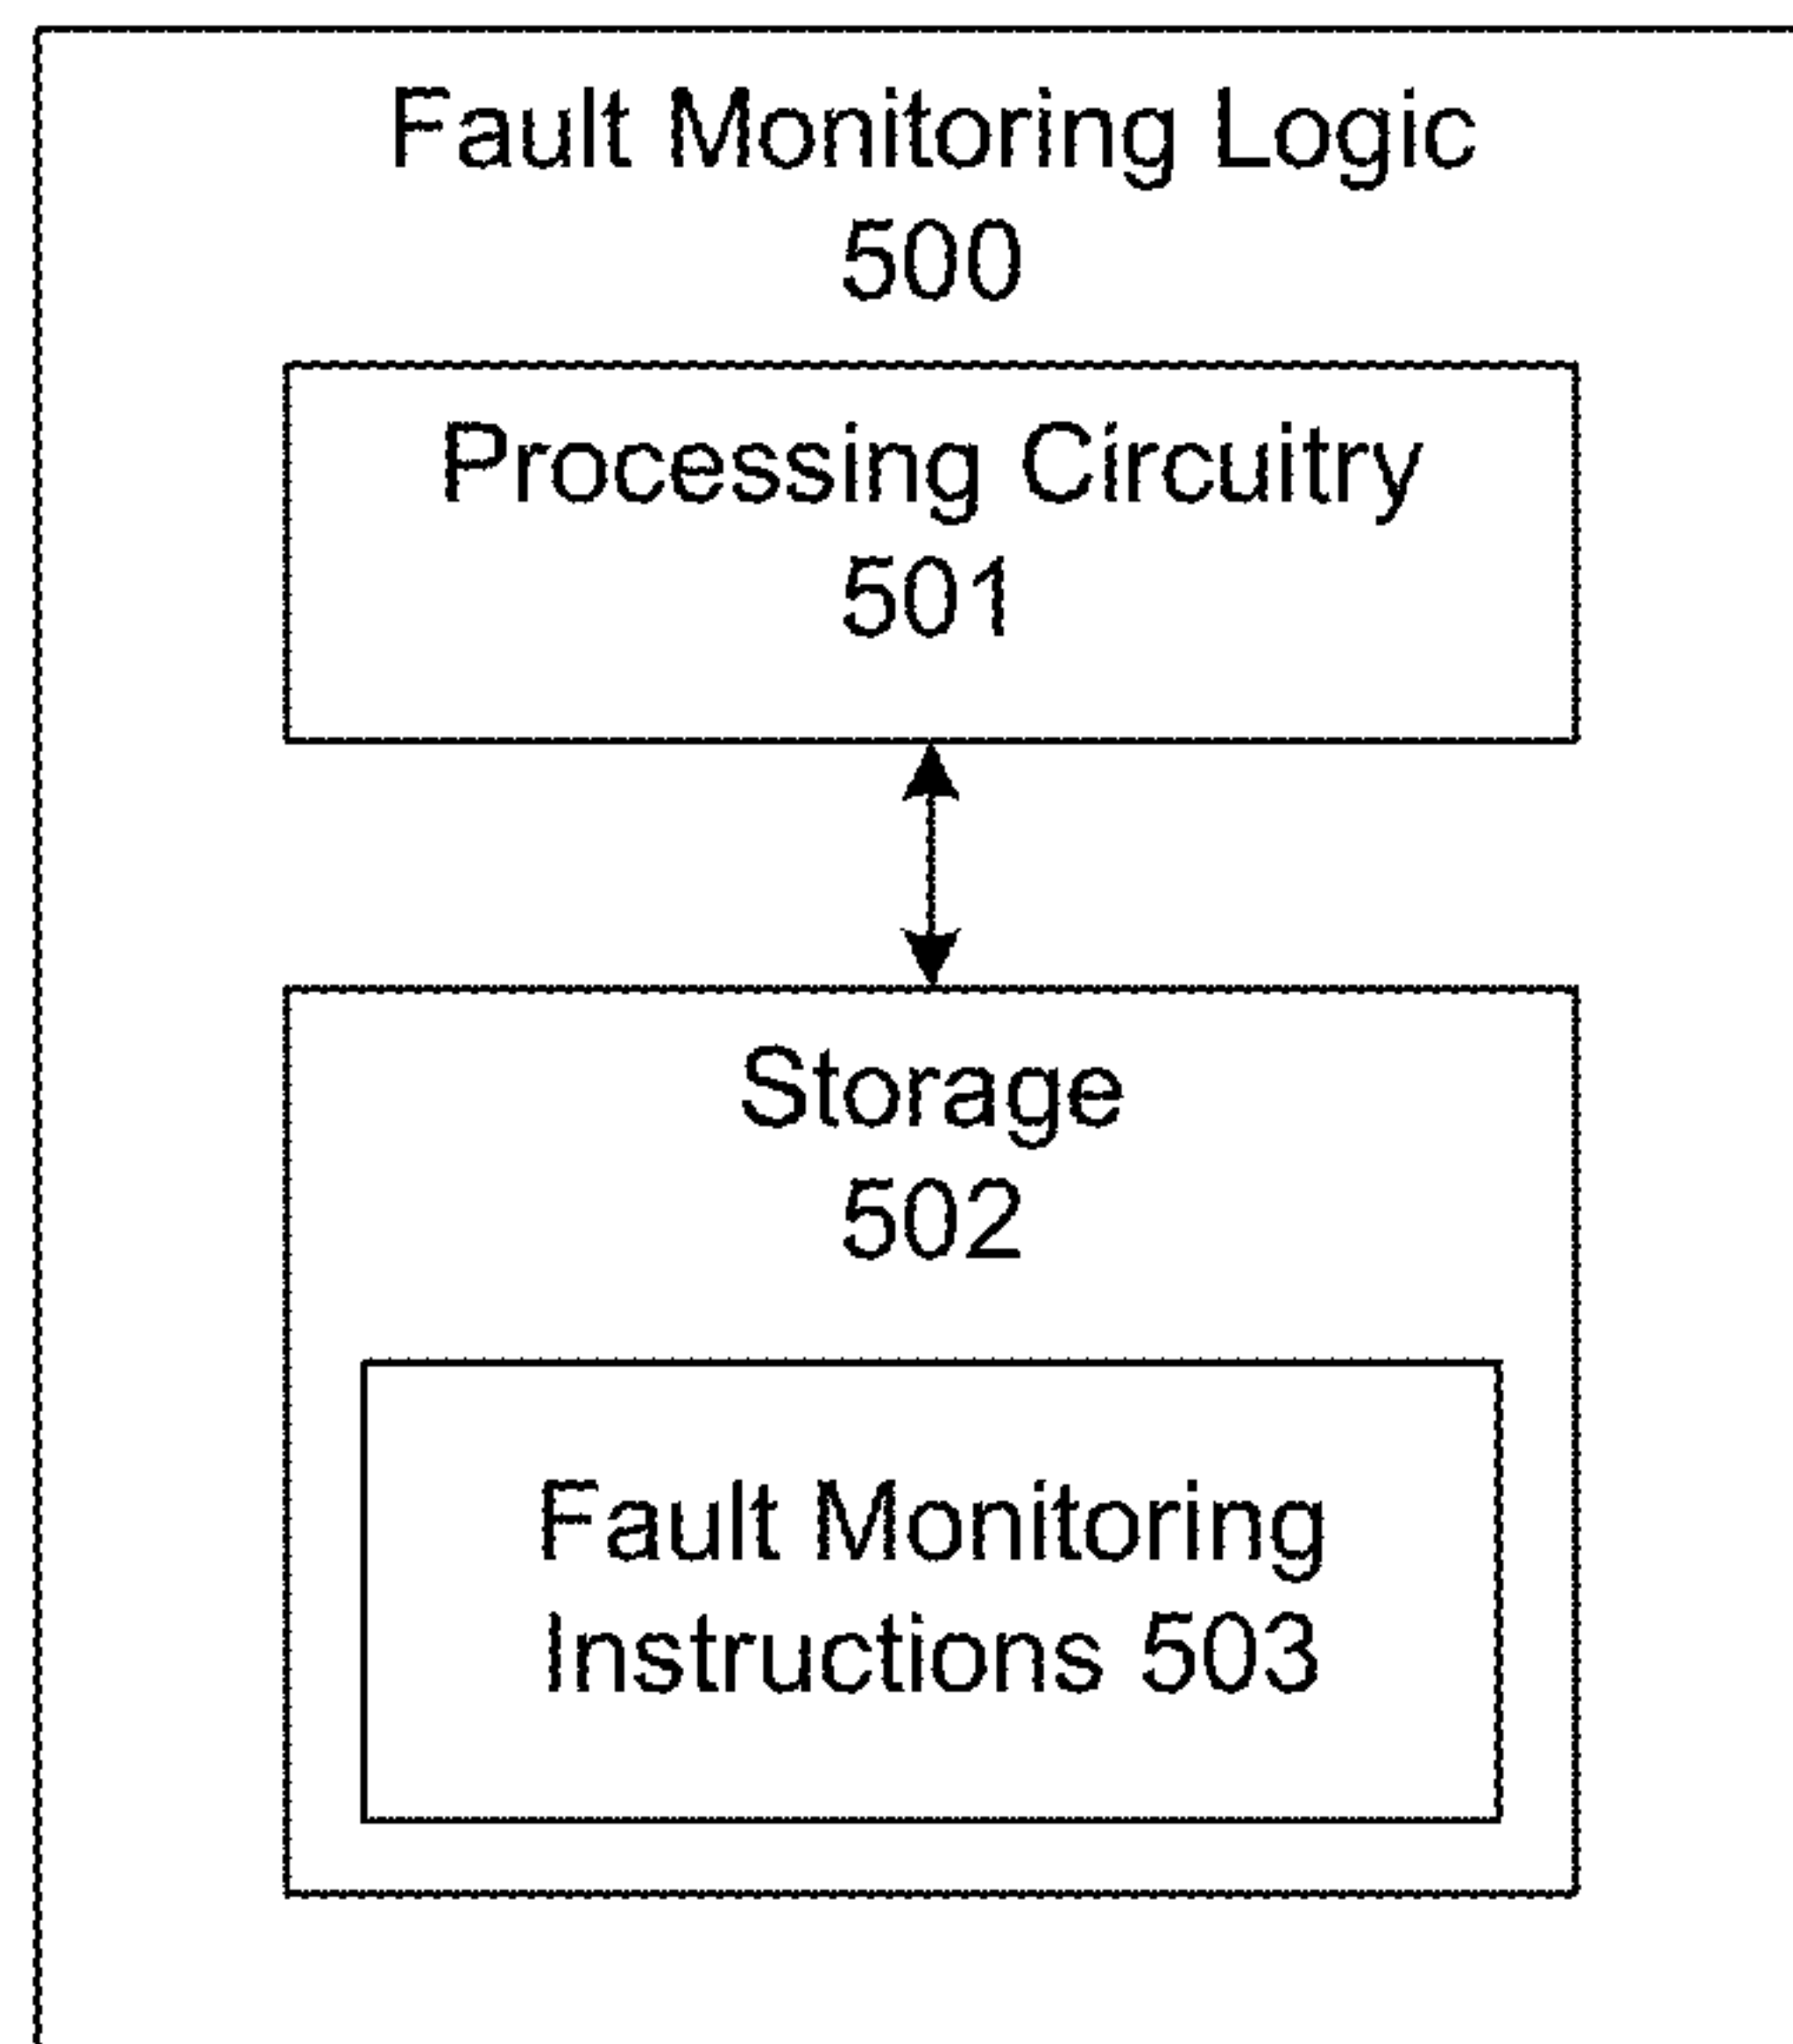 Fault Monitoring Logic
500
Processing Circuitry
501
Storage
502
Fault Monitoring
Instructions 503